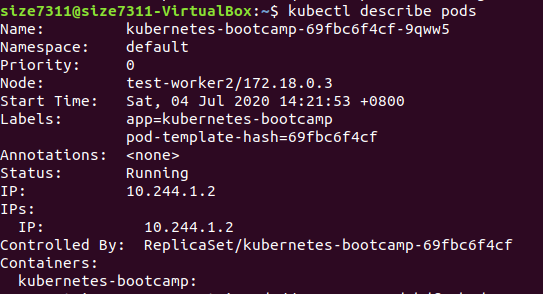 size7311@size7311-VirtualBox:~$ kubectl describe pods
Name:         kubernetes-bootcamp-69fbc6f4cf-9qww5
Namespace:    default
Priority:     0
Node:         test-worker2/172.18.0.3
Start Time:   Sat, 04 Jul 2020 14:21:53 +0800
Labels:       app=kubernetes-bootcamp
              pod-template-hash=69fbc6f4cf
Annotations:  <none>
Status:       Running
IP:           10.244.1.2
IPs:
  IP:           10.244.1.2
Controlled By:  ReplicaSet/kubernetes-bootcamp-69fbc6f4cf
Containers:
  kubernetes-bootcamp: